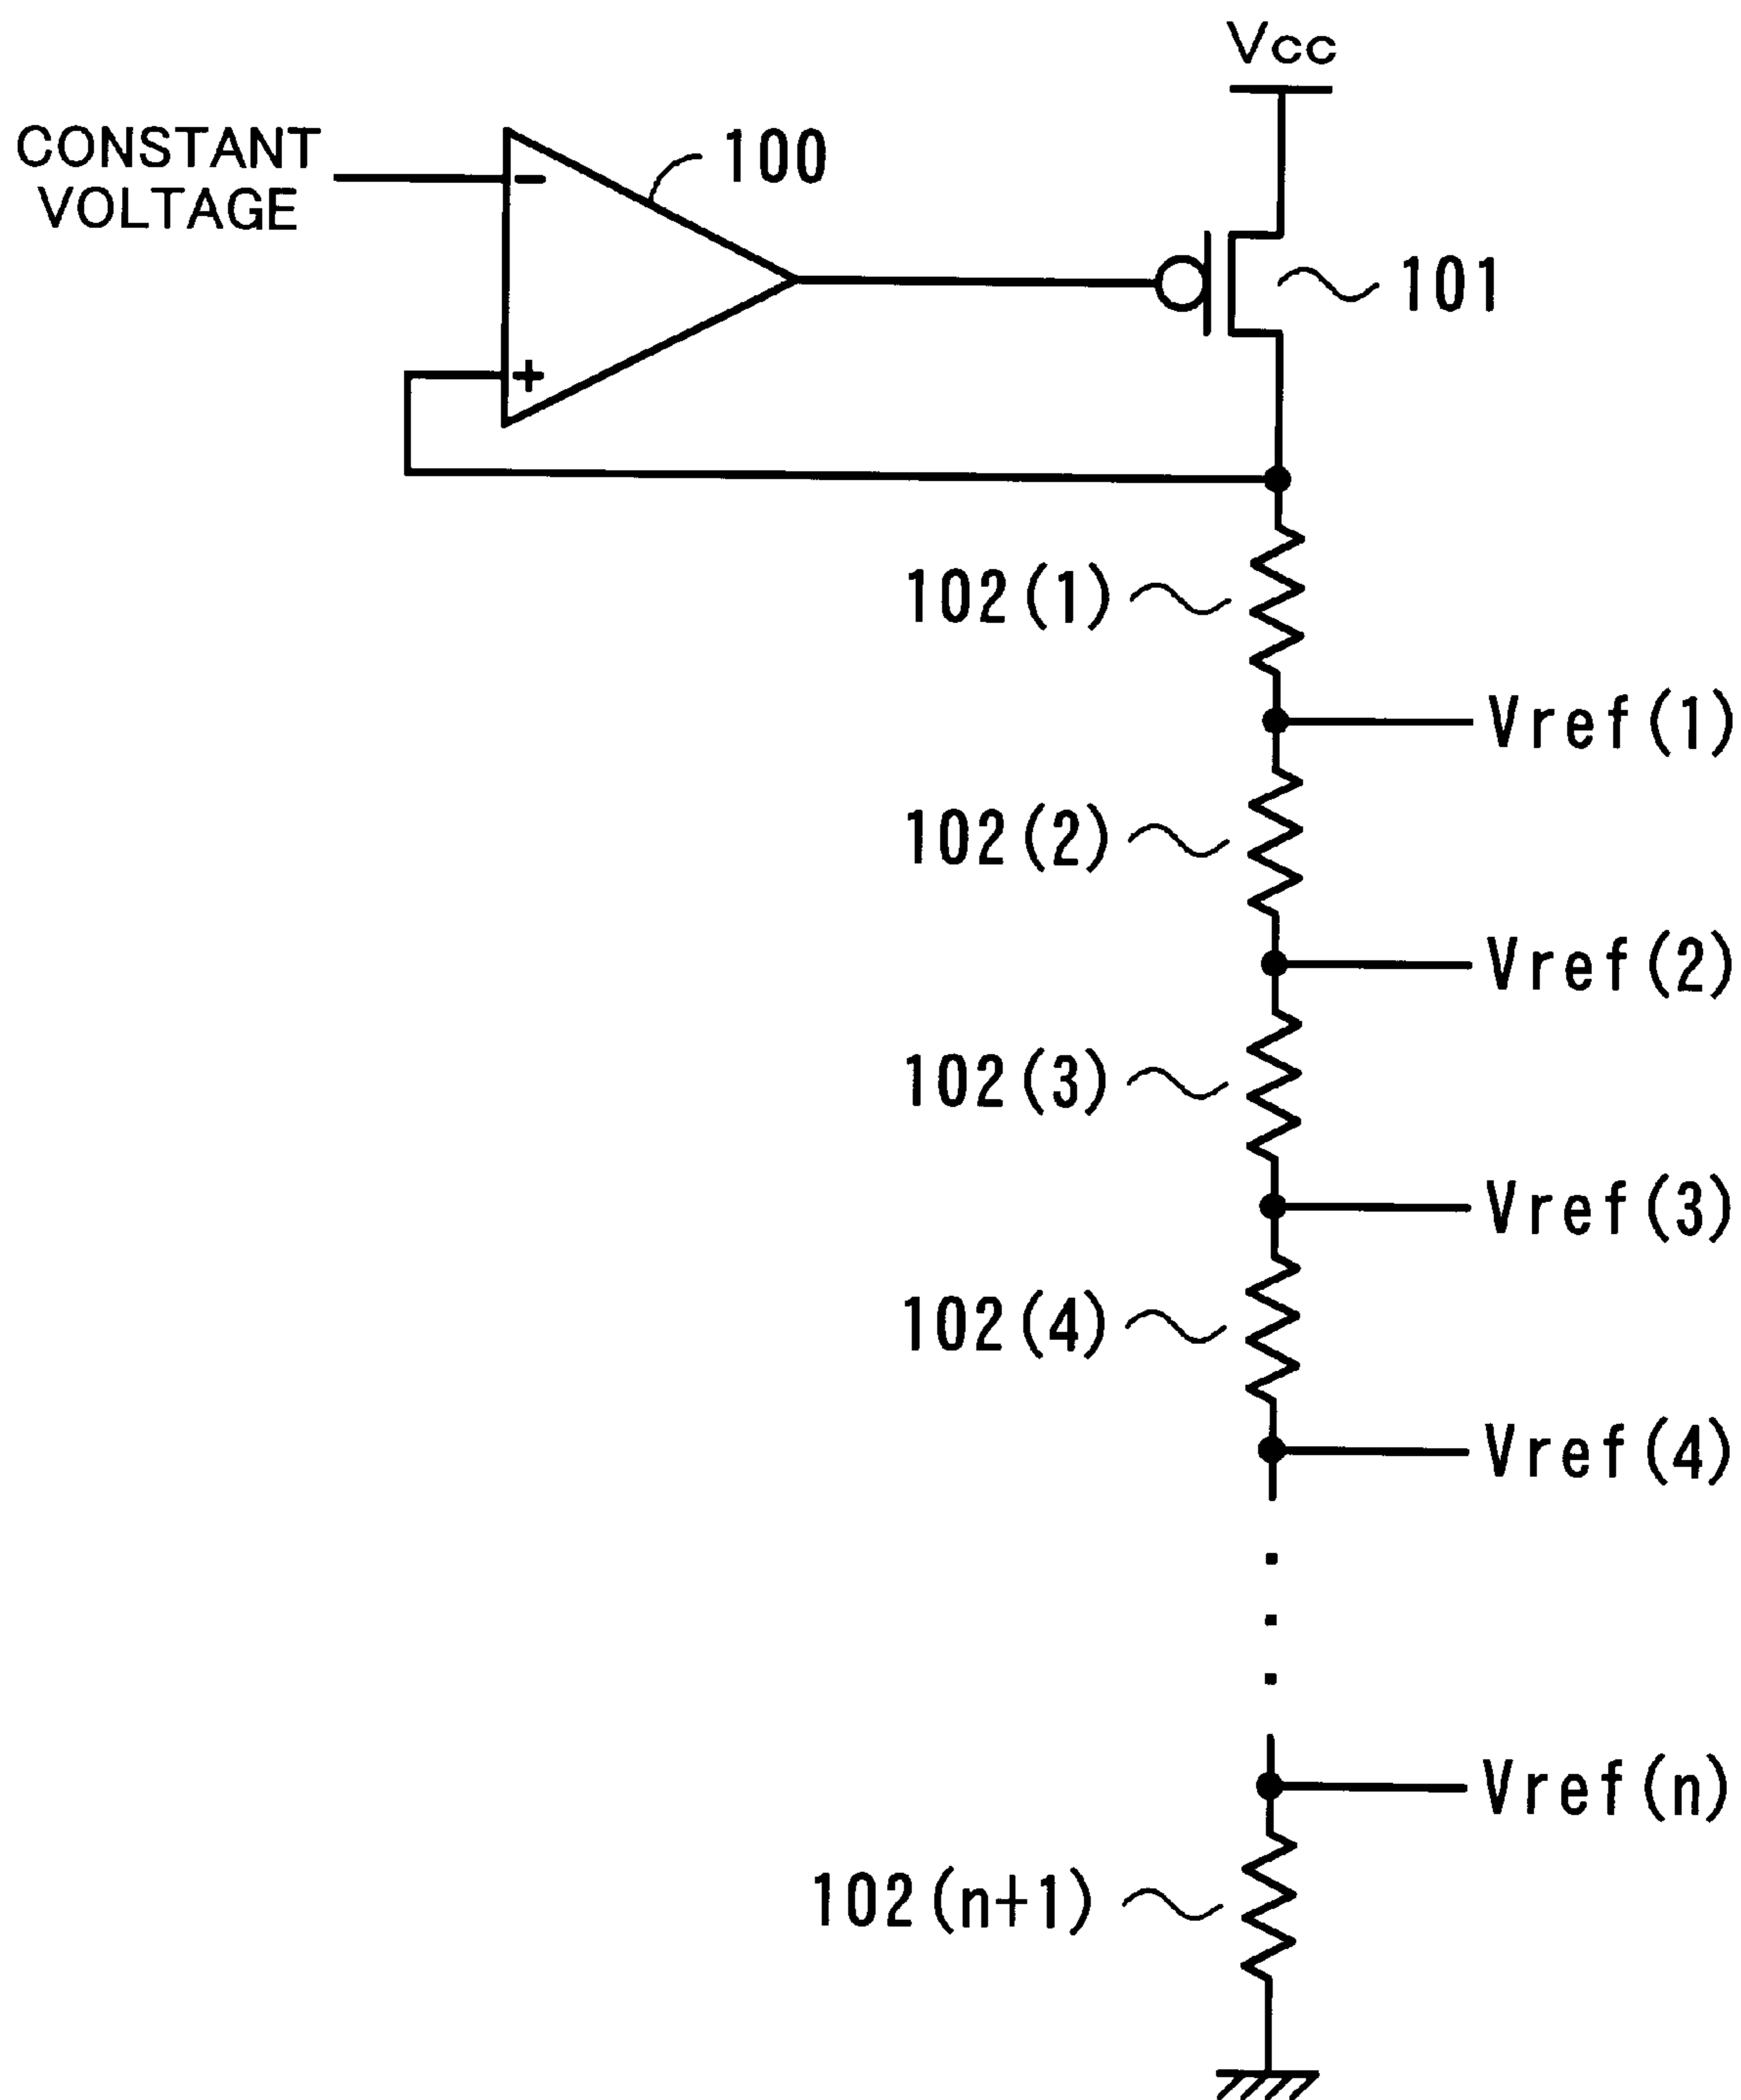 Vcc
CONSTANT
VOLTAGE
-
100
101
+
102(1)
Vref(1)
102(2)
Vref(2)
102(3)
Vref(3)
102(4)
Vref(4)
Vref(n)
102(n+1)